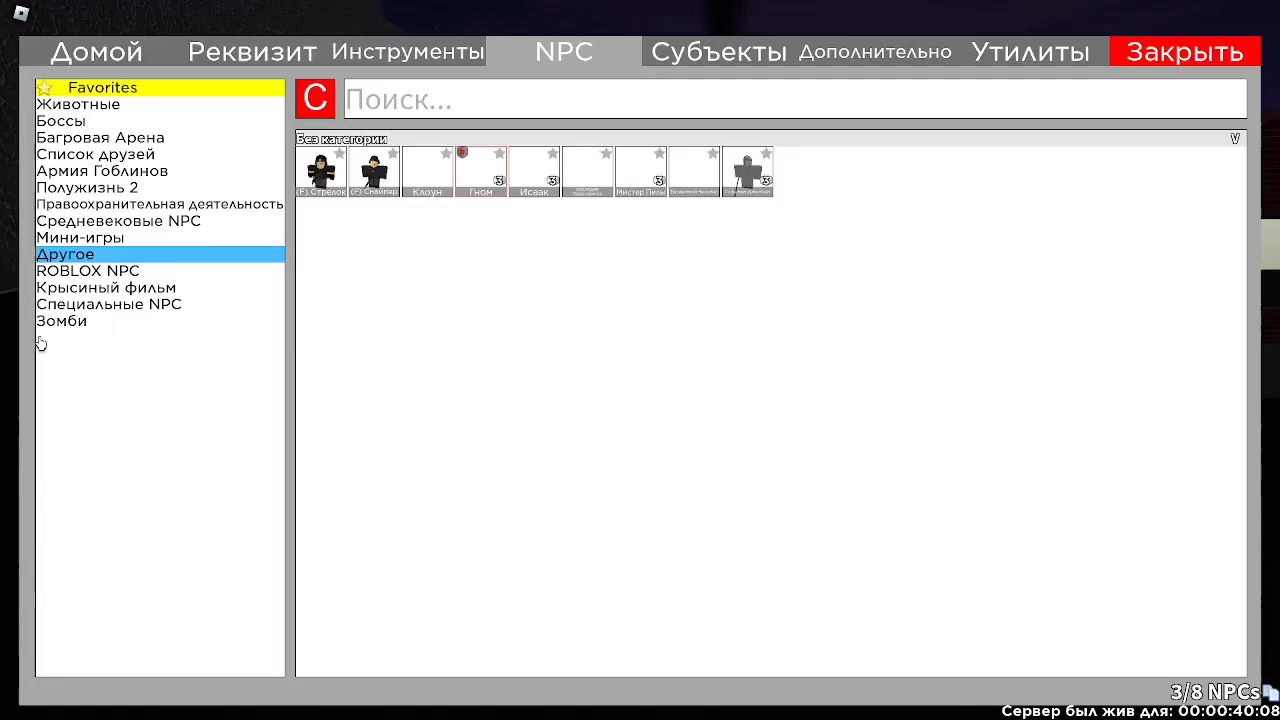 Домой Реквизит Инструменты NPC Субъекты Дополнительно Утилиты Закрыть
Favorites
Животные
Боссы
Багровая Арена
Список друзей
Армия Гоблинов
Полужизнь 2
Правоохранительная деятельность
Средневековые NPC
Мини-игры
Другое
ROBLOX NPC
Крысиный фильм
Специальные NPC
Зомби
C Поиск...
Без категории V
(F) Стрелок (F) Снайпер Клоун Гном Исаак Мистер Пилы
3/8 NPCs
Сервер был жив для: 00:00:40:08